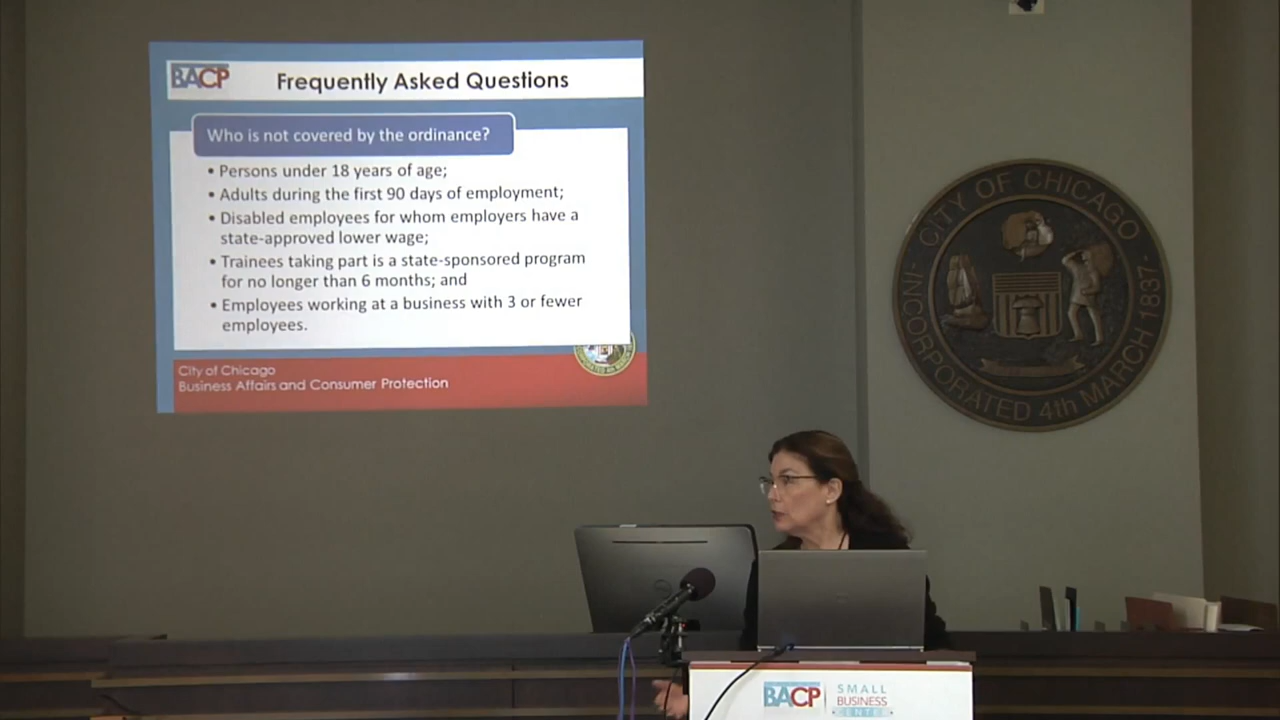 BACP
Frequently Asked Questions
Who is not covered by the ordinance?
• Persons under 18 years of age;
• Adults during the first 90 days of employment;
• Disabled employees for whom employers have a
state-approved lower wage;
• Trainees taking part is a state-sponsored program
for no longer than 6 months; and
• Employees working at a business with 3 or fewer
employees.
City of Chicago
Business Affairs and Consumer Protection
CITY OF CHICAGO
INCORPORATED 4th MARCH 1837
BACP
SMALL
BUSINESS
CENTER